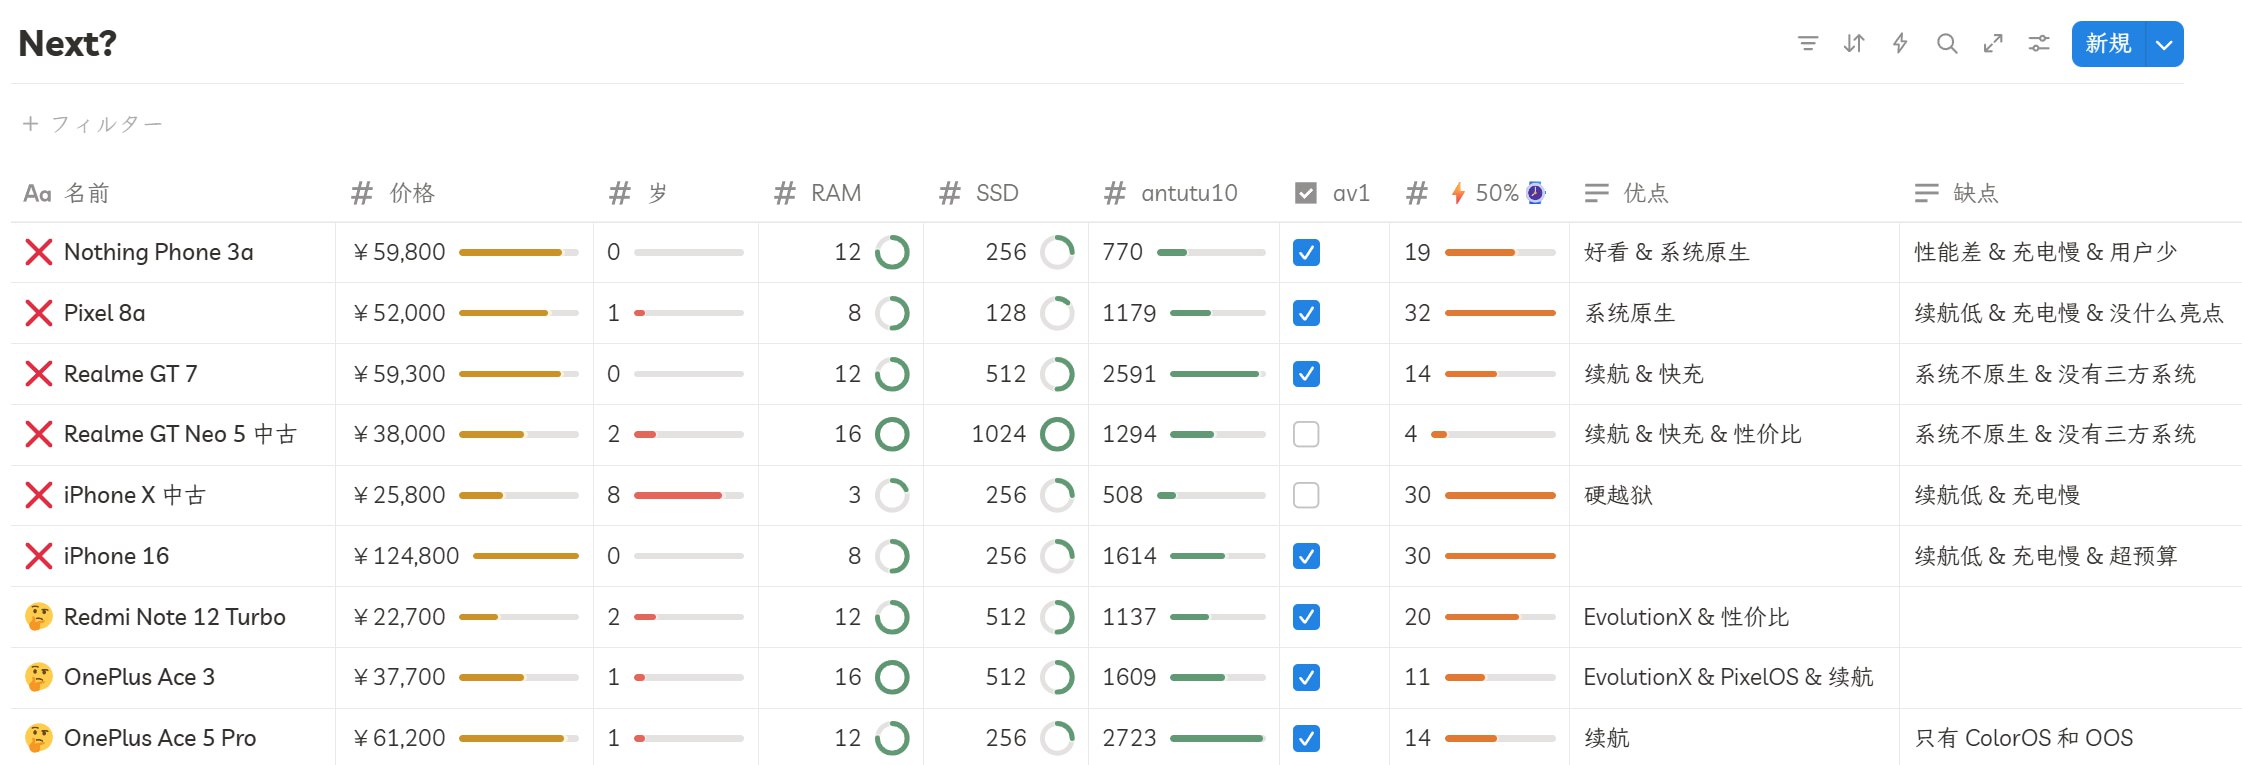 Next?
新規
+ フィルター
Aa 名前 # 价格 # 岁 # RAM # SSD # antutu10 av1 # ⚡ 50% ⌚ 优点 缺点
❌ Nothing Phone 3a ¥59,800 0 12 256 770 19 好看 & 系统原生 性能差 & 充电慢 & 用户少
❌ Pixel 8a ¥52,000 1 8 128 1179 32 系统原生 续航低 & 充电慢 & 没什么亮点
❌ Realme GT 7 ¥59,300 0 12 512 2591 14 续航 & 快充 系统不原生 & 没有三方系统
❌ Realme GT Neo 5 中古 ¥38,000 2 16 1024 1294 4 续航 & 快充 & 性价比 系统不原生 & 没有三方系统
❌ iPhone X 中古 ¥25,800 8 3 256 508 30 硬越狱 续航低 & 充电慢
❌ iPhone 16 ¥124,800 0 8 256 1614 30 续航低 & 充电慢 & 超预算
🤔 Redmi Note 12 Turbo ¥22,700 2 12 512 1137 20 EvolutionX & 性价比
🤔 OnePlus Ace 3 ¥37,700 1 16 512 1609 11 EvolutionX & PixelOS & 续航
🤔 OnePlus Ace 5 Pro ¥61,200 1 12 256 2723 14 续航 只有 ColorOS 和 OOS